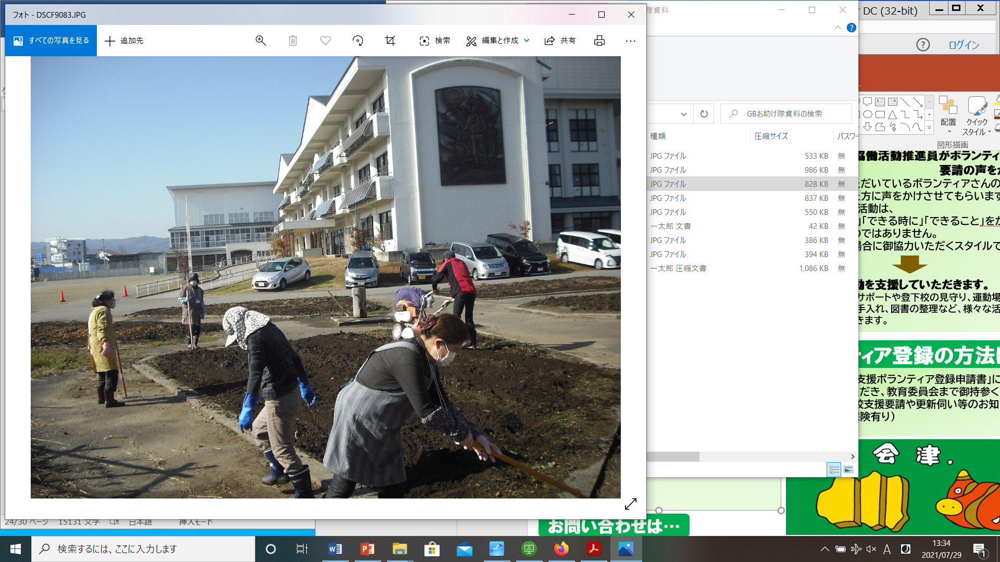 フォト - DSCF9083.JPG
すべての写真を見る
追加先
検索
編集と作成
共有
隊資料
DC (32-bit)
ログイン
GBお助け隊資料の検索
種類
圧縮サイズ
パスワー
JPG ファイル 533 KB 無
JPG ファイル 986 KB 無
JPG ファイル 828 KB 無
JPG ファイル 837 KB 無
JPG ファイル 550 KB 無
一太郎 文書 42 KB 無
JPG ファイル 386 KB 無
JPG ファイル 394 KB 無
一太郎 圧縮文書 1,086 KB 無
配置
クイック
スタイル
図形描画
協働活動推進員がボランティ
要請の声をか
ただいているボランティアさんの
方に声をかけさせてもらいます
活動は、
「できる時に」「できること」をた
のではありません。
場合に御協力いただくスタイルで
動を支援していただきます。
サポートや登下校の見守り、運動場
手入れ、図書の整理など、様々な活
きます。
ティア登録の方法は
支援ボランティア登録申請書」に
ただき、教育委員会まで御持参く
校支援要請や更新伺い等のお知
保険有り)
会 津 .
お問い合わせは…
24/30 ページ
15131 文字
日本語
挿入モード
検索するには、ここに入力します
A
13:34
2021/07/29
1